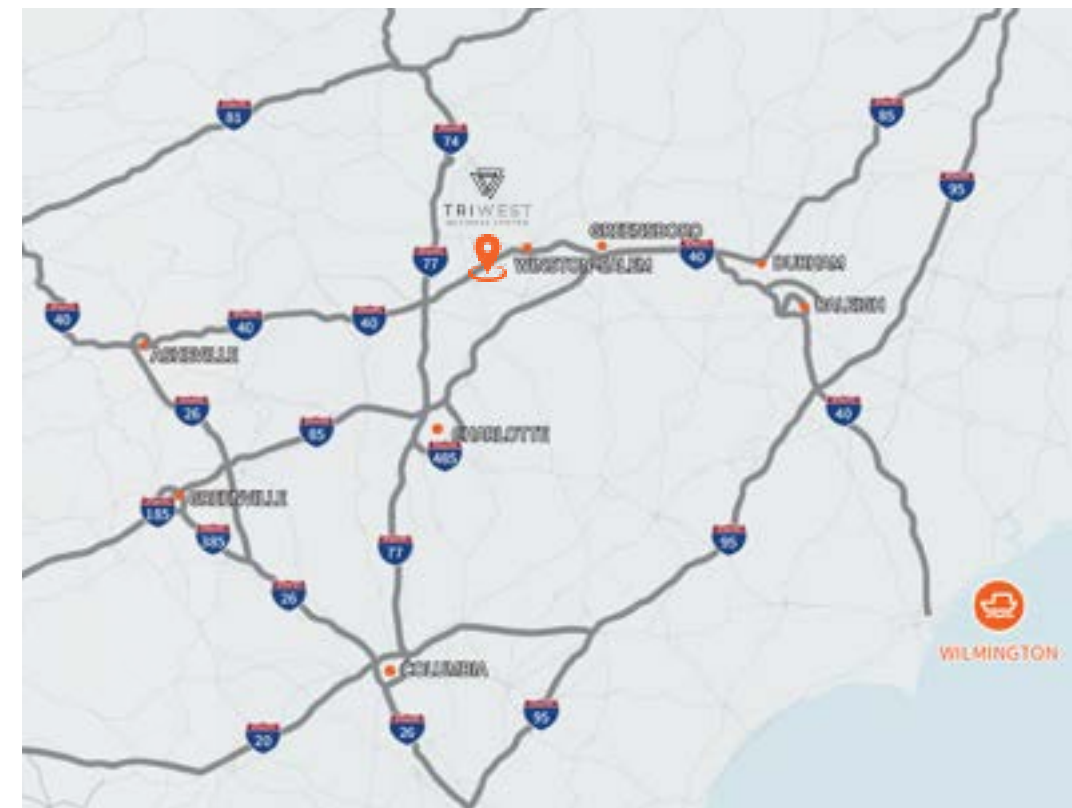 81
74
85
95
TRIWEST
GREENSBORO
77
WINSTON-SALEM
40
DURHAM
40
40
40
RALEIGH
ASHEVILLE
26
85
CHARLOTTE
40
485
GREENVILLE
185
385
77
95
26
WILMINGTON
COLUMBIA
20
26
95